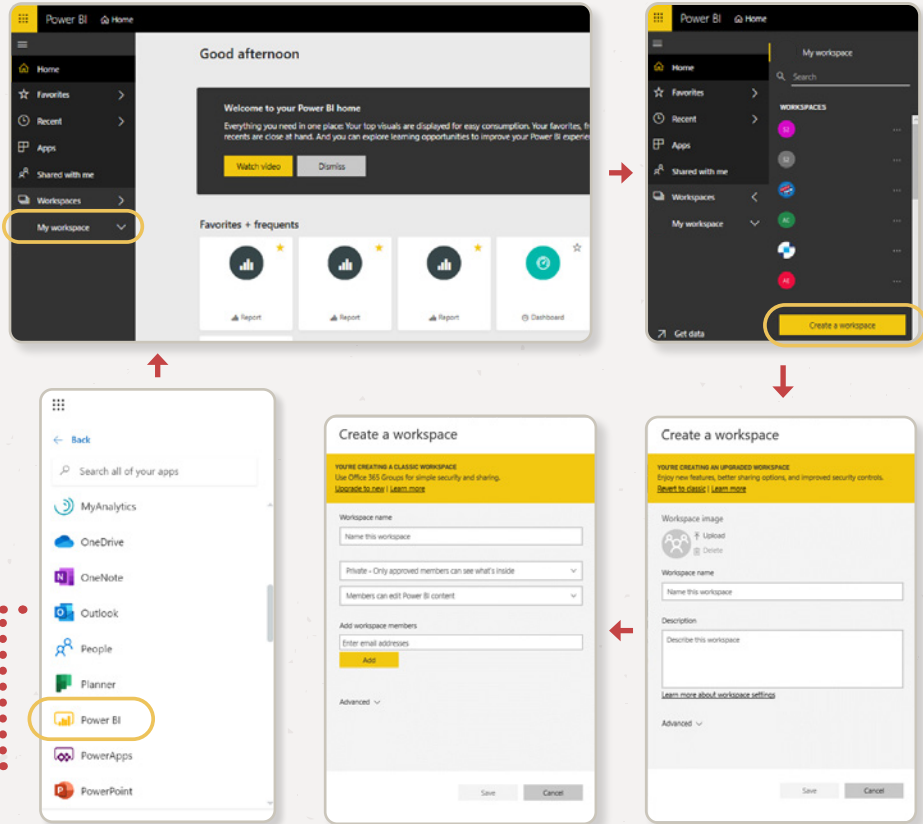 Power BI
Home
Home
Favorites
Recent
Apps
Shared with me
Workspaces
My workspace
Good afternoon
Welcome to your Power BI home
Everything you need in one place: Your top visuals are displayed for easy consumption. Your favorites, fr
recents are close at hand. And you can explore learning opportunities to improve your Power BI experie
Watch video
Dismiss
Favorites + frequents
Report
Report
Report
Dashboard
Power BI
Home
Home
Favorites
Recent
Apps
Shared with me
Workspaces
My workspace
Get data
My workspace
Search
WORKSPACES
Create a workspace
Back
Search all of your apps
MyAnalytics
OneDrive
OneNote
Outlook
People
Planner
Power BI
PowerApps
PowerPoint
Create a workspace
YOU'RE CREATING A CLASSIC WORKSPACE
Use Office 365 Groups for simple security and sharing.
Upgrade to new | Learn more
Workspace name
Name this workspace
Private - Only approved members can see what's inside
Members can edit Power BI content
Add workspace members
Enter email addresses
Add
Advanced
Save
Cancel
Create a workspace
YOU'RE CREATING AN UPGRADED WORKSPACE
Enjoy new features, better sharing options, and improved security controls.
Revert to classic | Learn more
Workspace image
Upload
Delete
Workspace name
Name this workspace
Description
Describe this workspace
Learn more about workspace settings
Advanced
Save
Cancel